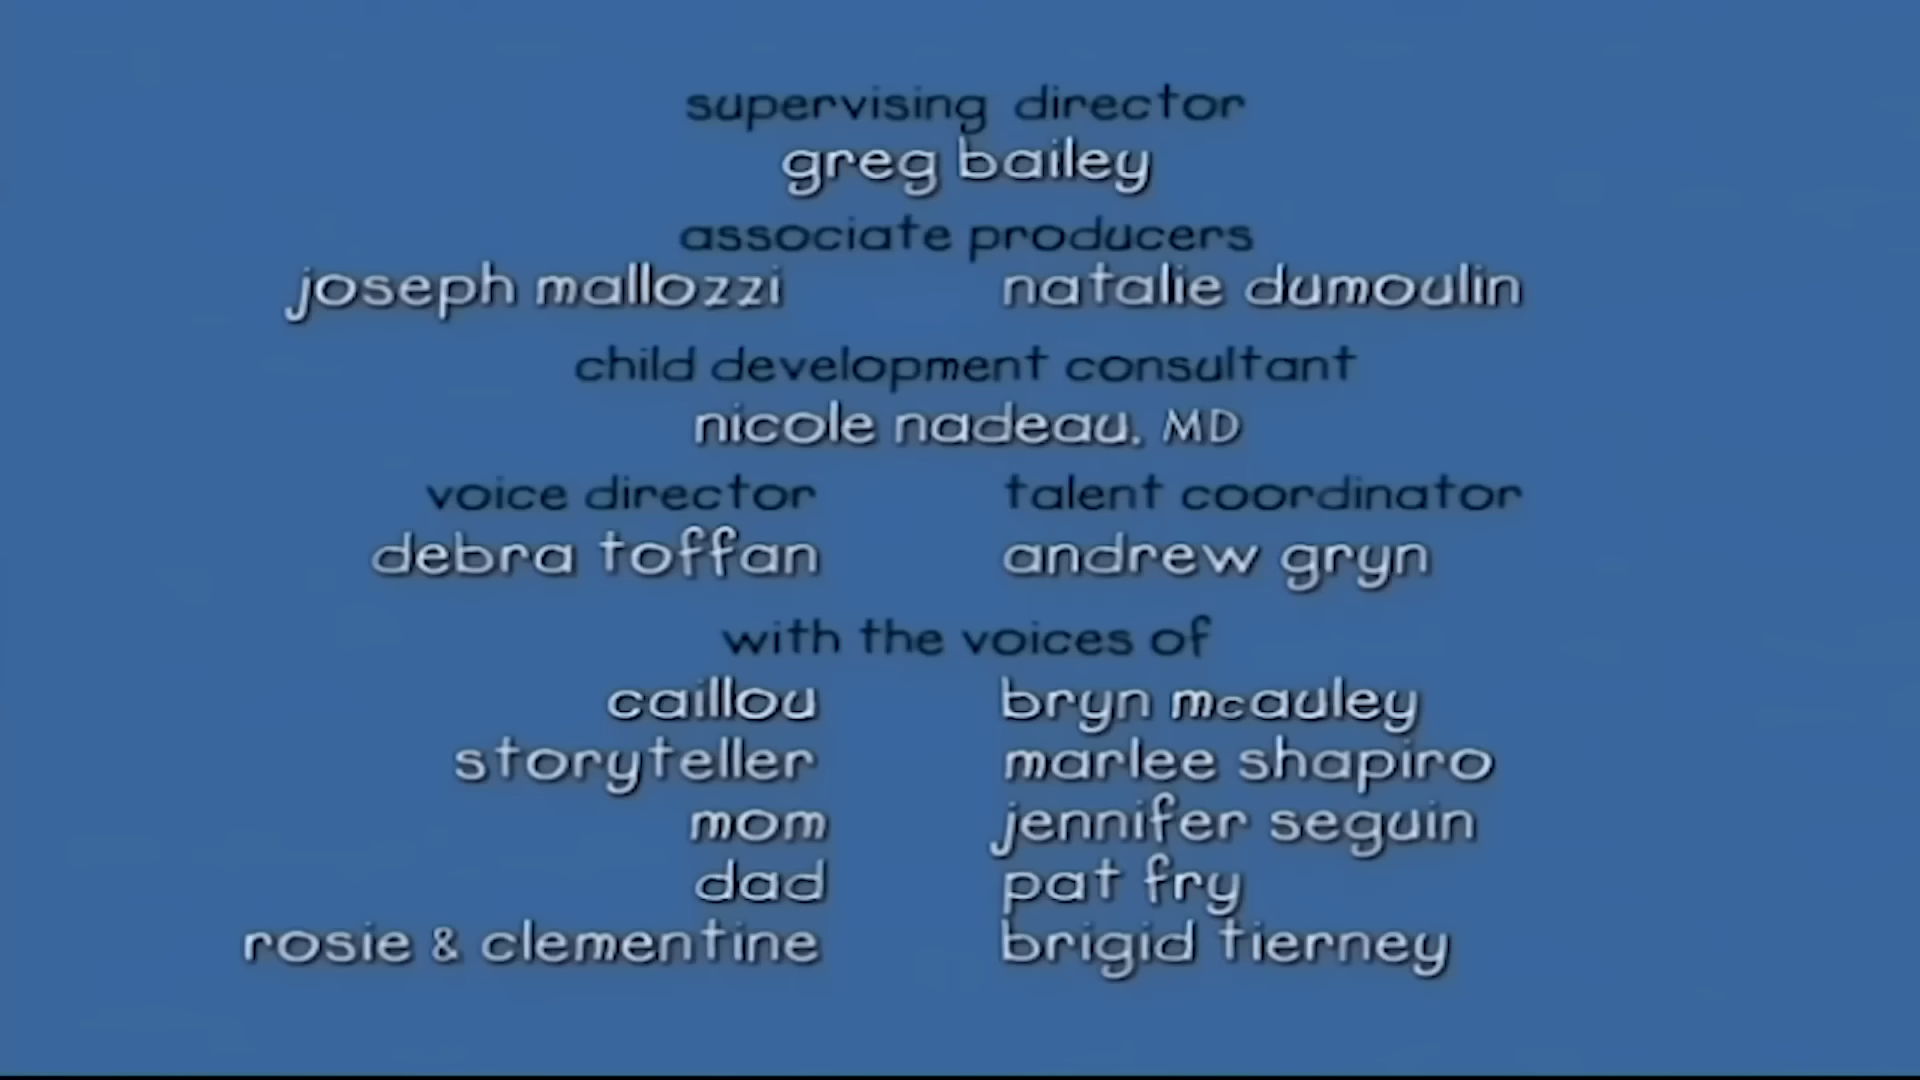 supervising director
greg bailey
associate producers
joseph mallozzi natalie dumoulin
child development consultant
nicole nadeau, MD
voice director talent coordinator
debra toffan andrew gryn
with the voices of
caillou bryn mcauley
storyteller marlee shapiro
mom jennifer seguin
dad pat fry
rosie & clementine brigid tierney